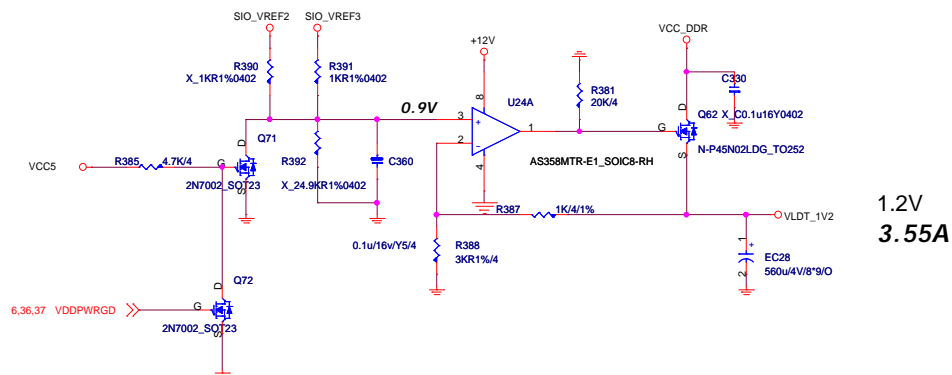 SIO_VREF2
SIO_VREF3
+12V
VCC_DDR
R390
X_1KR1%0402
R391
1KR1%0402
R381
20K/4
C330
X_C0.1u16Y0402
0.9V
3
8
U24A
+
2
-
1
4
AS358MTR-E1_SOIC8-RH
D
Q62
G
S
N-P45N02LDG_TO252
VCC5
R385
4.7K/4
D
Q71
G
S
2N7002_SOT23
R392
X_24.9KR1%0402
C360
0.1u/16v/Y5/4
R387
1K/4/1%
R388
3KR1%/4
VLDT_1V2
1.2V
3.55A
1
+
2
EC28
560u/4V/8*9/O
6,36,37 VDDPWRGD
D
Q72
G
S
2N7002_SOT23